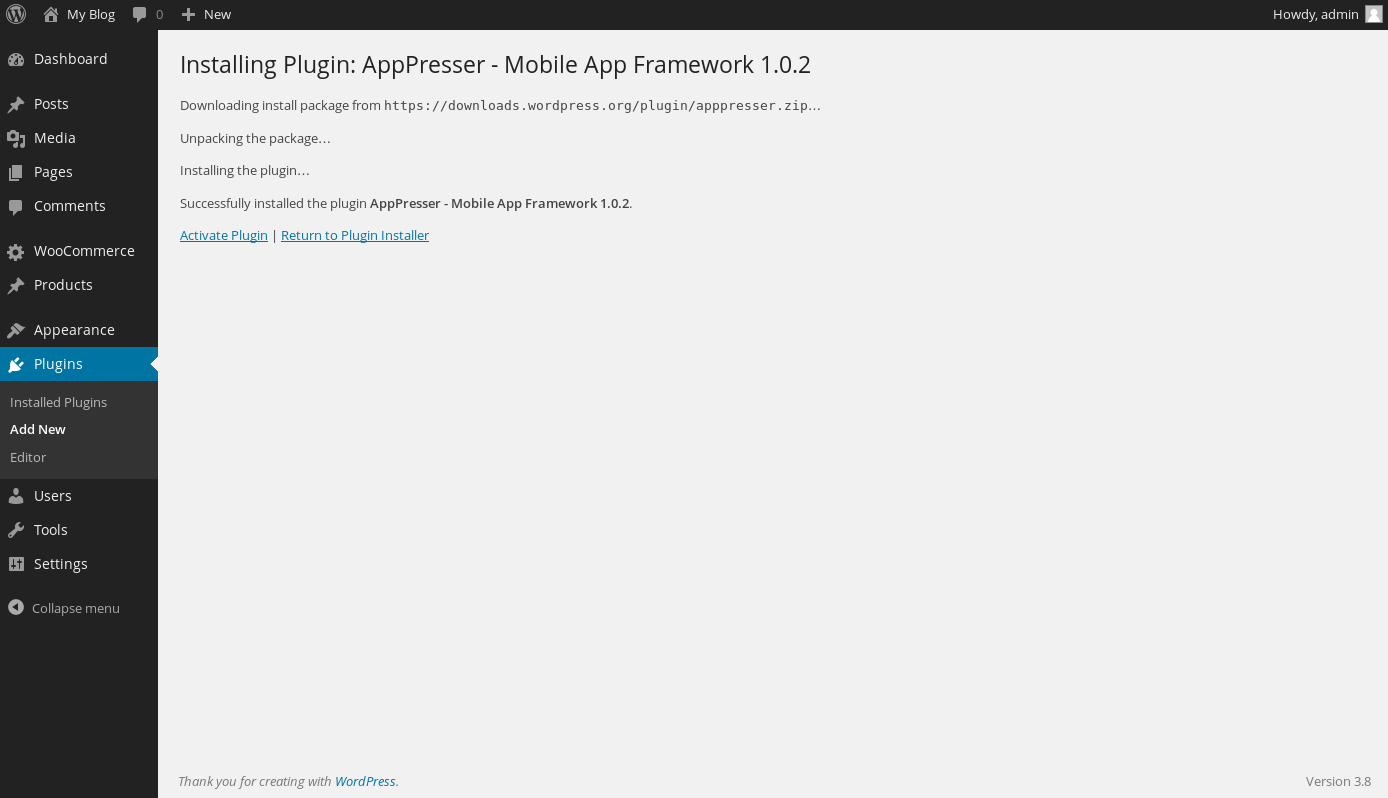 My Blog 0 New Howdy, admin
Dashboard
Posts
Media
Pages
Comments
WooCommerce
Products
Appearance
Plugins
Installed Plugins
Add New
Editor
Users
Tools
Settings
Collapse menu
Installing Plugin: AppPresser - Mobile App Framework 1.0.2
Downloading install package from https://downloads.wordpress.org/plugin/apppresser.zip…
Unpacking the package…
Installing the plugin…
Successfully installed the plugin AppPresser - Mobile App Framework 1.0.2.
Activate Plugin | Return to Plugin Installer
Thank you for creating with WordPress. Version 3.8